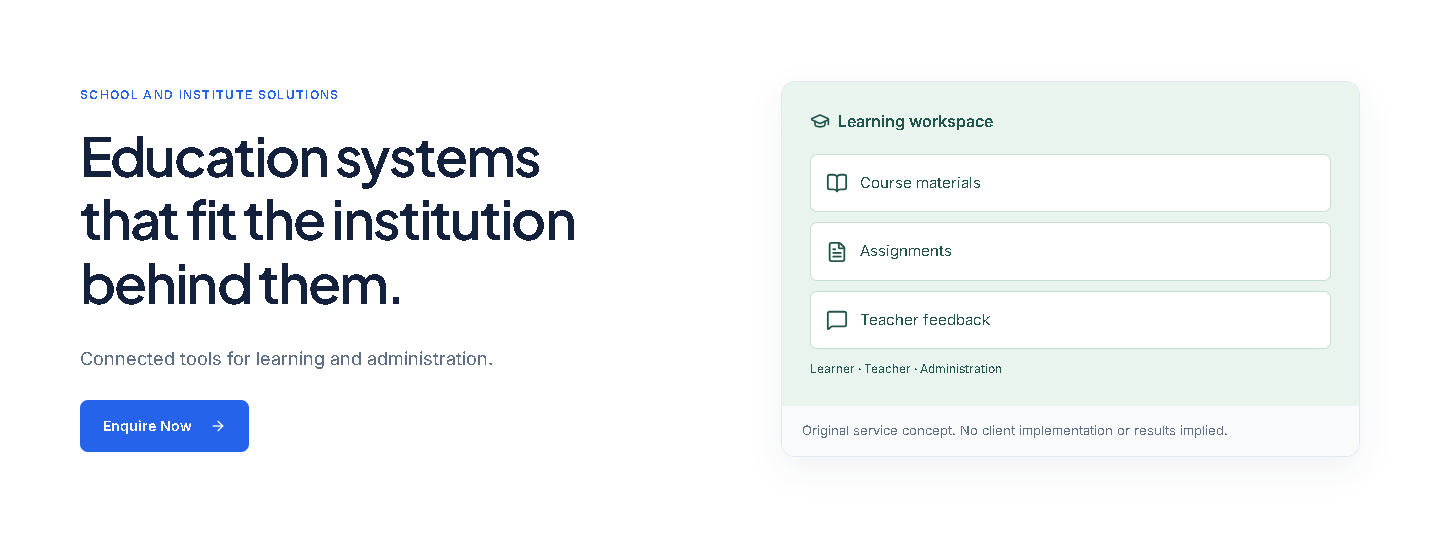 SCHOOL AND INSTITUTE SOLUTIONS
Education systems
that fit the institution
behind them.
Connected tools for learning and administration.
Enquire Now
Learning workspace
Course materials
Assignments
Teacher feedback
Learner · Teacher · Administration
Original service concept. No client implementation or results implied.